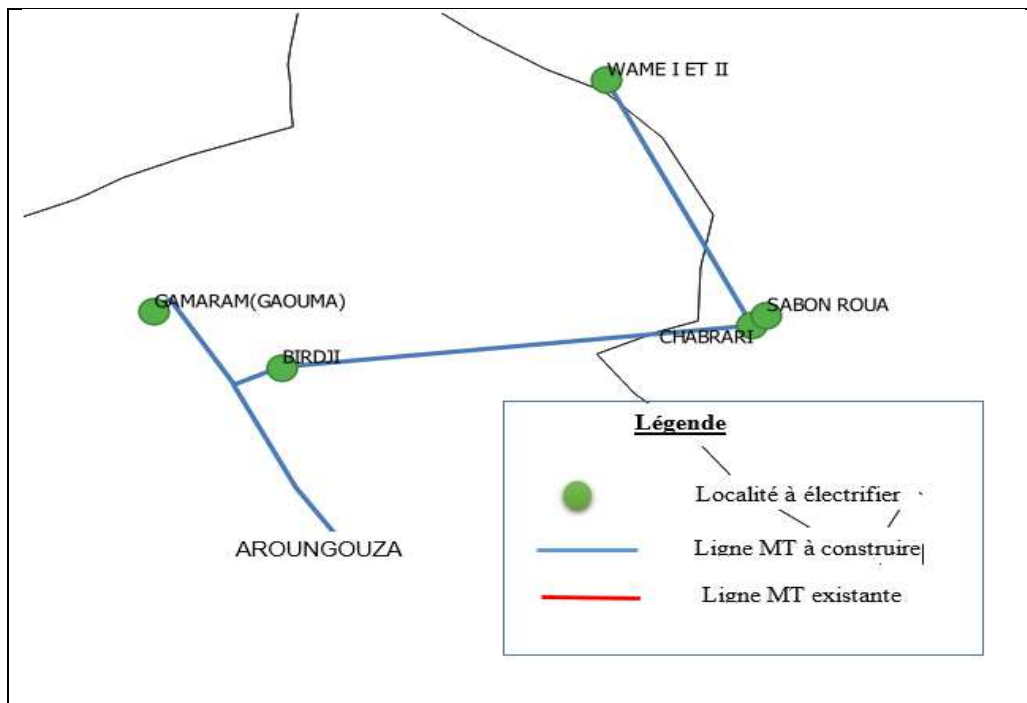 WAME I ET II
GAMARAM(GAOUMA)
SABON ROUA
CHABRARI
BIRDJI
AROUNGOUZA
Légende
Localité à électrifier
Ligne MT à construire
Ligne MT existante